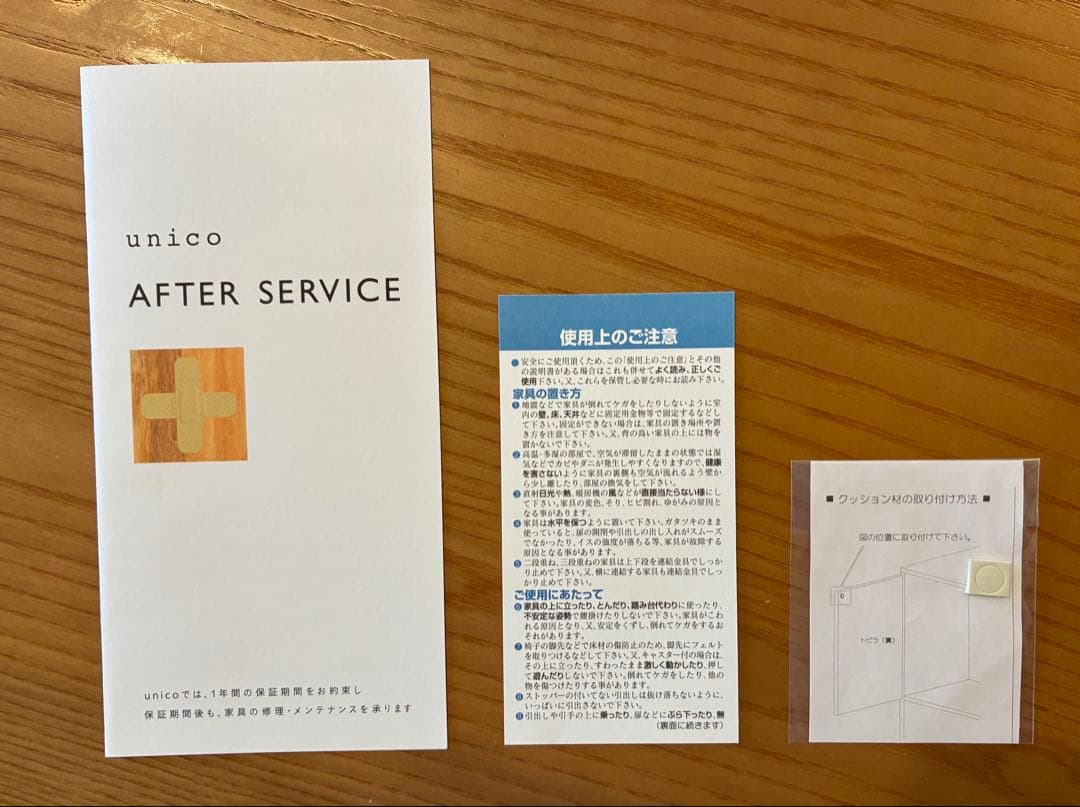 unico
AFTER SERVICE
unicoでは、1年間の保証期間をお約束し
保証期間後も、家具の修理・メンテナンスを承ります
使用上のご注意
●安全にご使用頂くため、この「使用上のご注意」とその他
の説明書がある場合はこれも併せてよく読み、正しくご
使用下さい。又、これらを保管し必要な時にお読み下さい。
家具の置き方
1 地震などで家具が倒れてケガをしたりしないように室
内の壁、床、天井などに固定用金物等で固定するなどし
て下さい。固定ができない場合は、家具の置き場所や置
き方を注意して下さい。又、背の高い家具の上には物を
置かないで下さい。
2 高温・多湿の部屋で、空気が滞留したままの状態では湿
気などでカビやダニが発生しやすくなりますので、健康
を害さないように家具の裏側も空気が流れるよう壁か
ら少し離したり、部屋の換気をして下さい。
3 直射日光や熱、暖房機の風などが直接当たらない様にし
て下さい。家具の変色、そり、ヒビ割れ、ゆがみの原因と
なる事があります。
4 家具は水平を保つように置いて下さい。ガタツキのまま
使っていると、扉の開閉や引出しの出し入れがスムーズ
でなかったり、イスの強度が落ちる等、家具が故障する
原因となる事があります。
5 二段重ね、三段重ねの家具は上下段を連結金具でしっか
り止めて下さい。又、横に連結する家具も連結金具でしっ
かり止めて下さい。
ご使用にあたって
6 家具の上に立ったり、とんだり、踏み台代わりに使ったり、
不安定な姿勢で腰掛けたりしないで下さい。家具がこわ
れる原因となり、又、安定をくずし、倒れてケガをするお
それがあります。
7 椅子の脚先などで床材の傷防止のため、脚先にフェルト
を取りつけるなどして下さい。又、キャスター付の場合は、
その上に立ったり、すわったまま激しく動かしたり、押し
て遊んだりしないで下さい。倒れてケガをしたり、他の
物を傷つけたりする事があります。
8 ストッパーの付いてない引出しは抜け落ちないように、
いっぱいに引出さないで下さい。
9 引出しや引手の上に乗ったり、扉などにぶら下ったり、無
(裏面に続きます)
■ クッション材の取り付け方法 ■
図の位置に取り付けて下さい。
トビラ(裏)